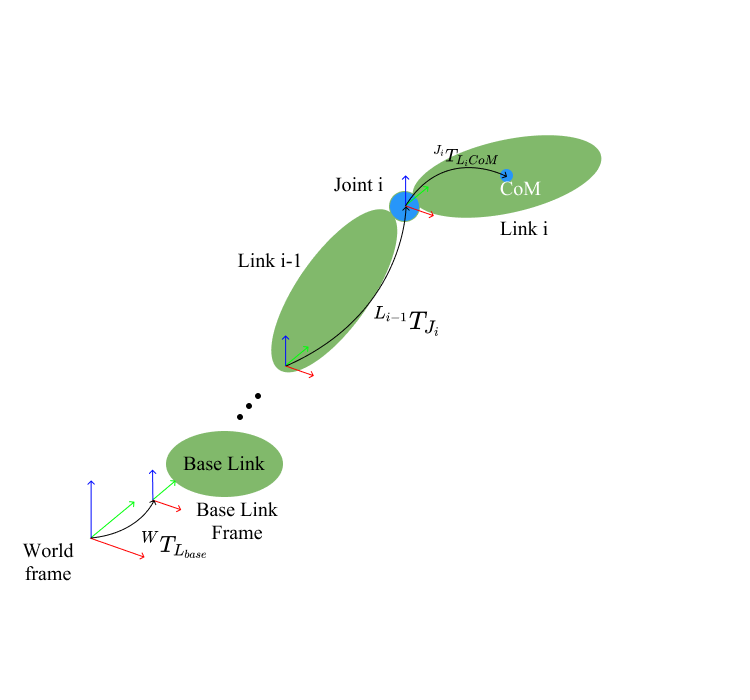 $^{J_i}T_{L_iCoM}$
Joint i
CoM
Link i
Link i-1
$^{L_{i-1}}T_{J_i}$
Base Link
Base Link
Frame
$^{W}T_{L_{base}}$
World
frame